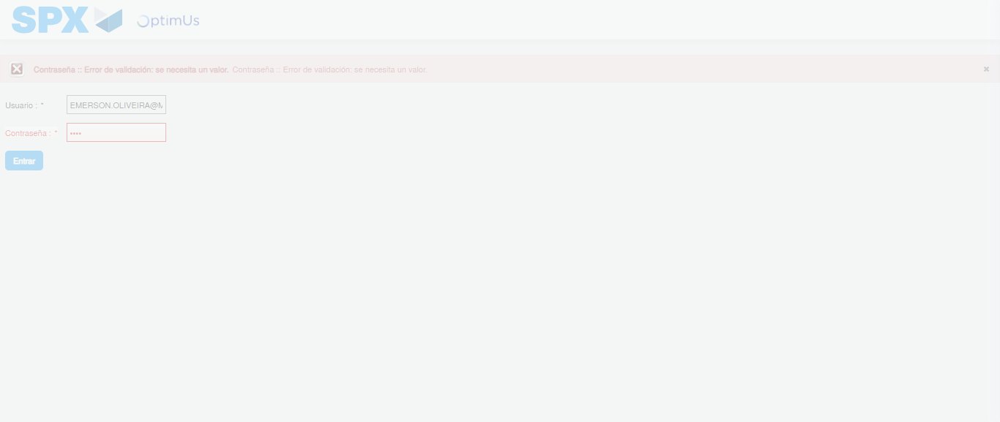 SPX OptimUs
Contraseña :: Error de validación: se necesita un valor. Contraseña :: Error de validación: se necesita un valor.
Usuario : * EMERSON.OLIVEIRA@M
Contraseña : * ••••
Entrar